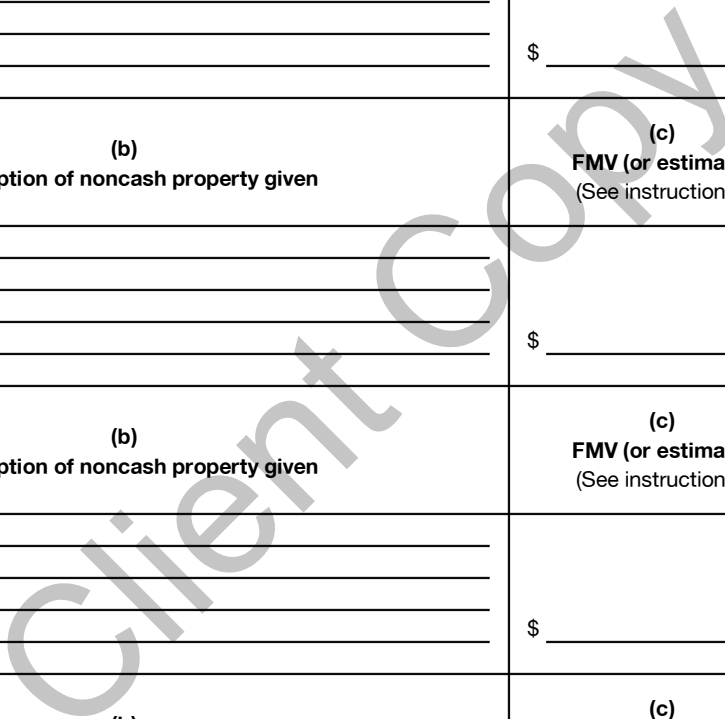 $
(b)
(c)
ption of noncash property given
FMV (or estima
(See instruction
$
(b)
(c)
ption of noncash property given
FMV (or estima
(See instruction
$
(b)
(c)
Client Copy